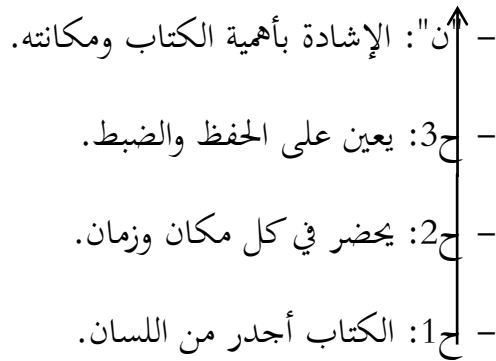 – "ن": الإشادة بأهمية الكتاب ومكانته.
– ح3: يعين على الحفظ والضبط.
– ح2: يحضر في كل مكان وزمان.
– ح1: الكتاب أجدر من اللسان.